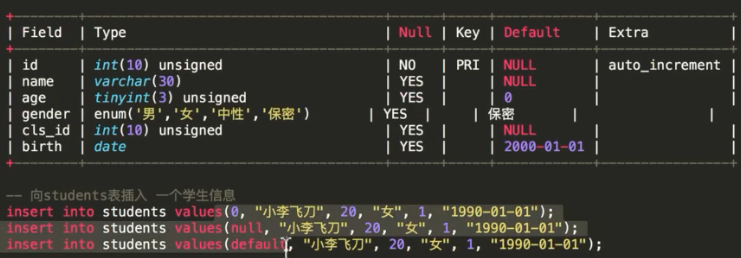 | Field | Type | Null | Key | Default | Extra |
| id | int(10) unsigned | NO | PRI | NULL | auto_increment |
| name | varchar(30) | YES | | NULL | |
| age | tinyint(3) unsigned | YES | | 0 | |
| gender | enum('男','女','中性','保密') | YES | | 保密 | |
| cls_id | int(10) unsigned | YES | | NULL | |
| birth | date | YES | | 2000-01-01 | |
-- 向students表插入 一个学生信息
insert into students values(0, "小李飞刀", 20, "女", 1, "1990-01-01");
insert into students values(null, "小李飞刀", 20, "女", 1, "1990-01-01");
insert into students values(default, "小李飞刀", 20, "女", 1, "1990-01-01");